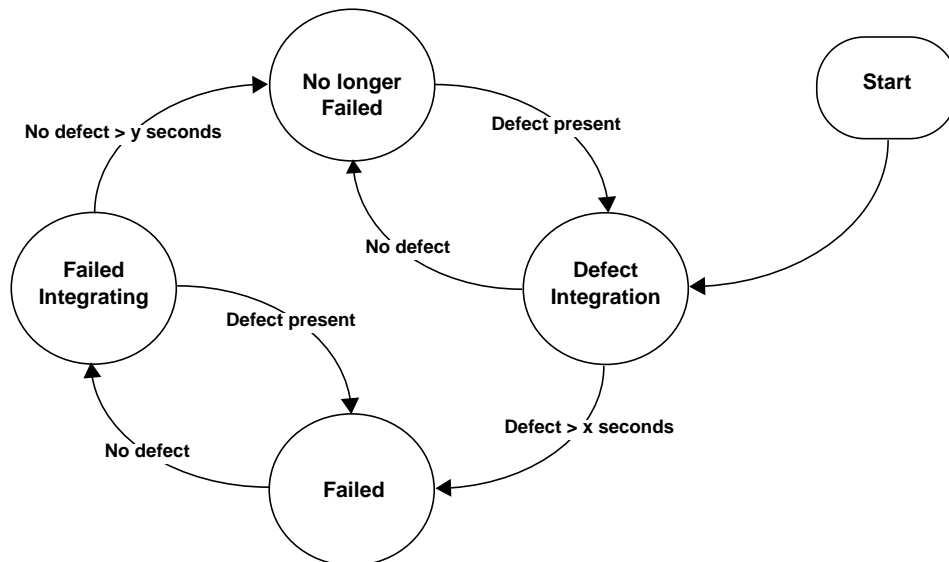 No longer
Failed
Start
No defect > y seconds
Defect present
No defect
Failed
Integrating
Defect
Integration
Defect present
Defect > x seconds
No defect
Failed